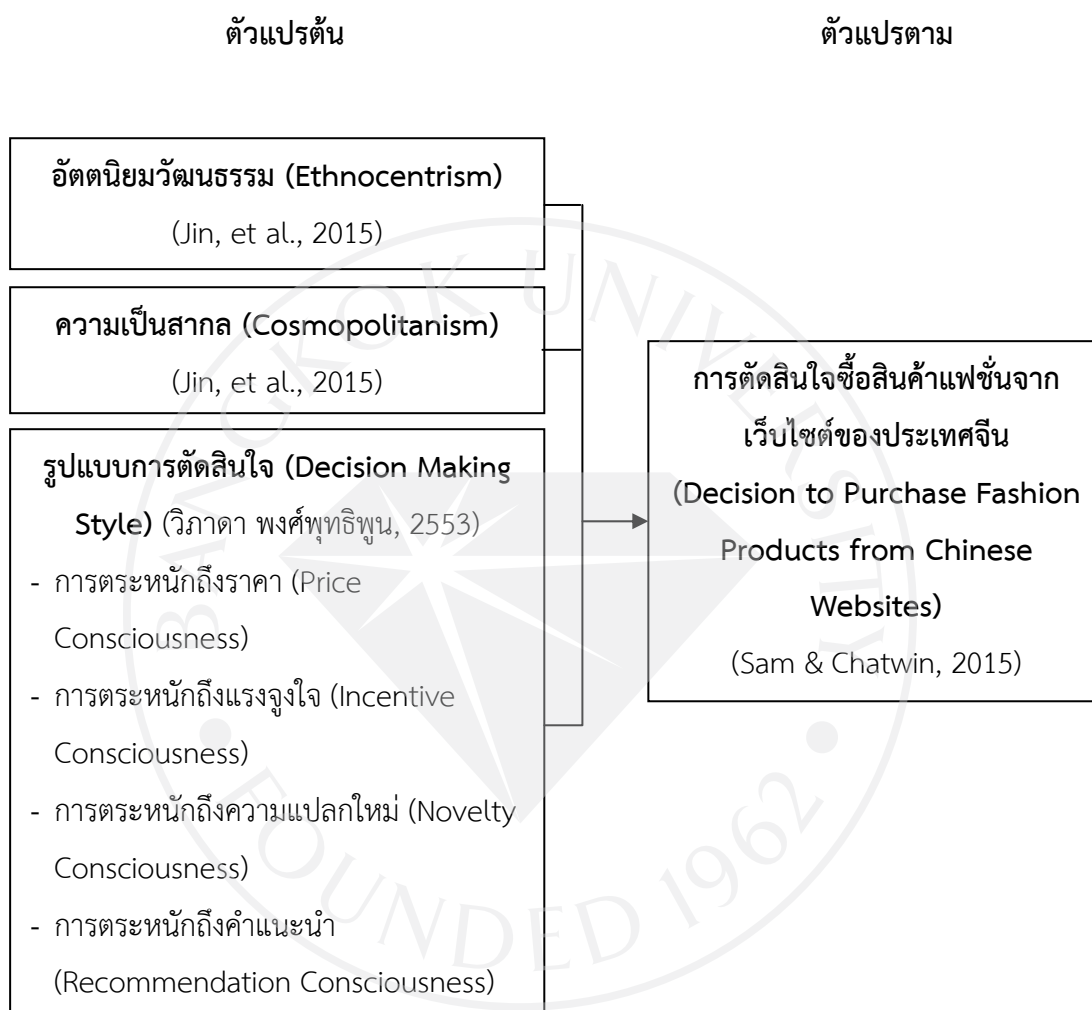 ตัวแปรต้น
ตัวแปรตาม
อัตตนิยมวัฒนธรรม (Ethnocentrism)
(Jin, et al., 2015)
ความเป็นสากล (Cosmopolitanism)
(Jin, et al., 2015)
รูปแบบการตัดสินใจ (Decision Making
Style) (วิภาดา พงศ์พุทธิพูน, 2553)
- การตระหนักถึงราคา (Price
Consciousness)
- การตระหนักถึงแรงจูงใจ (Incentive
Consciousness)
- การตระหนักถึงความแปลกใหม่ (Novelty
Consciousness)
- การตระหนักถึงคำแนะนำ
(Recommendation Consciousness)
การตัดสินใจซื้อสินค้าแฟชั่นจาก
เว็บไซต์ของประเทศจีน
(Decision to Purchase Fashion
Products from Chinese
Websites)
(Sam & Chatwin, 2015)
BANGKOK UNIVERSITY
FOUNDED 1962